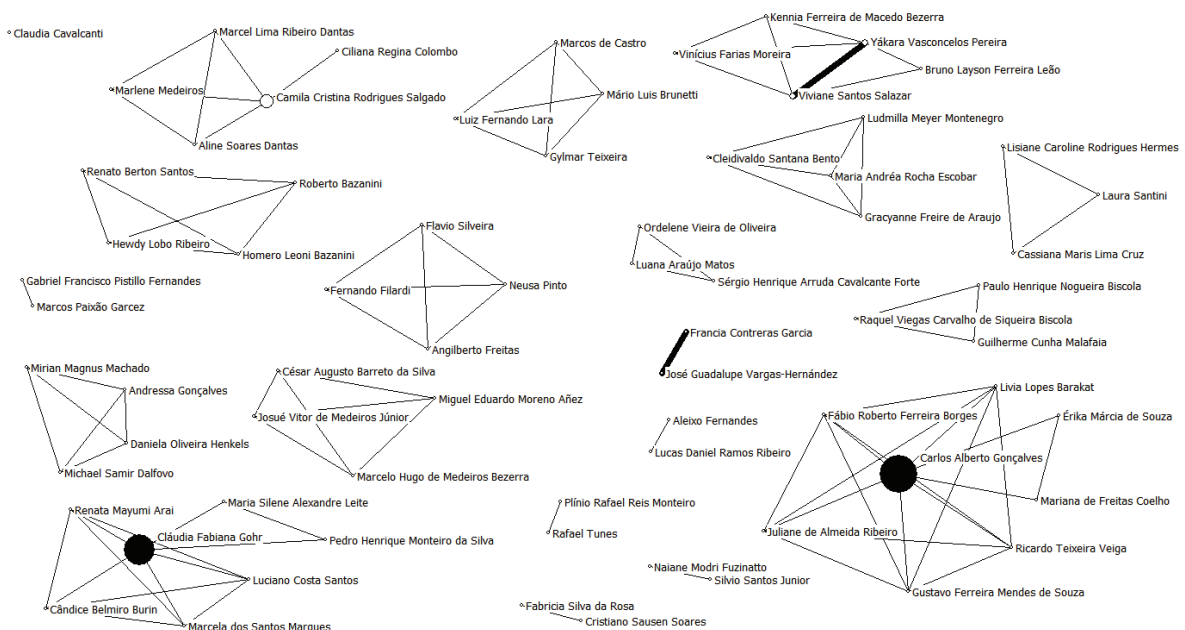 Claudia Cavalcanti
Marcel Lima Ribeiro Dantas
Ciliana Regina Colombo
Marlene Medeiros
Camila Cristina Rodrigues Salgado
Aline Soares Dantas
Marcos de Castro
Mário Luis Brunetti
Luiz Fernando Lara
Gylmar Teixeira
Kennia Ferreira de Macedo Bezerra
Yákara Vasconcelos Pereira
Vinícius Farias Moreira
Bruno Layson Ferreira Leão
Viviane Santos Salazar
Ludmilla Meyer Montenegro
Cleidivaldo Santana Bento
Maria Andréa Rocha Escobar
Gracyanne Freire de Araujo
Lisiane Caroline Rodrigues Hermes
Laura Santini
Cassiana Maris Lima Cruz
Renato Berton Santos
Roberto Bazanini
Hewdy Lobo Ribeiro
Homero Leoni Bazanini
Flavio Silveira
Fernando Filardi
Neusa Pinto
Angilberto Freitas
Ordelene Vieira de Oliveira
Luana Araújo Matos
Sérgio Henrique Arruda Cavalcante Forte
Gabriel Francisco Pistillo Fernandes
Marcos Paixão Garcez
Paulo Henrique Nogueira Biscola
Raquel Viegas Carvalho de Siqueira Biscola
Guilherme Cunha Malafaia
Francia Contreras Garcia
José Guadalupe Vargas-Hernández
Mirian Magnus Machado
Andressa Gonçalves
Daniela Oliveira Henkels
Michael Samir Dalfovo
César Augusto Barreto da Silva
Miguel Eduardo Moreno Añez
Josué Vitor de Medeiros Júnior
Marcelo Hugo de Medeiros Bezerra
Aleixo Fernandes
Lucas Daniel Ramos Ribeiro
Livia Lopes Barakat
Fábio Roberto Ferreira Borges
Érika Márcia de Souza
Carlos Alberto Gonçalves
Mariana de Freitas Coelho
Juliane de Almeida Ribeiro
Ricardo Teixeira Veiga
Gustavo Ferreira Mendes de Souza
Maria Silene Alexandre Leite
Renata Mayumi Arai
Cláudia Fabiana Gohr
Pedro Henrique Monteiro da Silva
Luciano Costa Santos
Cândice Belmiro Burin
Marcela dos Santos Marques
Plínio Rafael Reis Monteiro
Rafael Tunes
Naiane Modri Fuzinatto
Silvio Santos Junior
Fabricia Silva da Rosa
Cristiano Sausen Soares